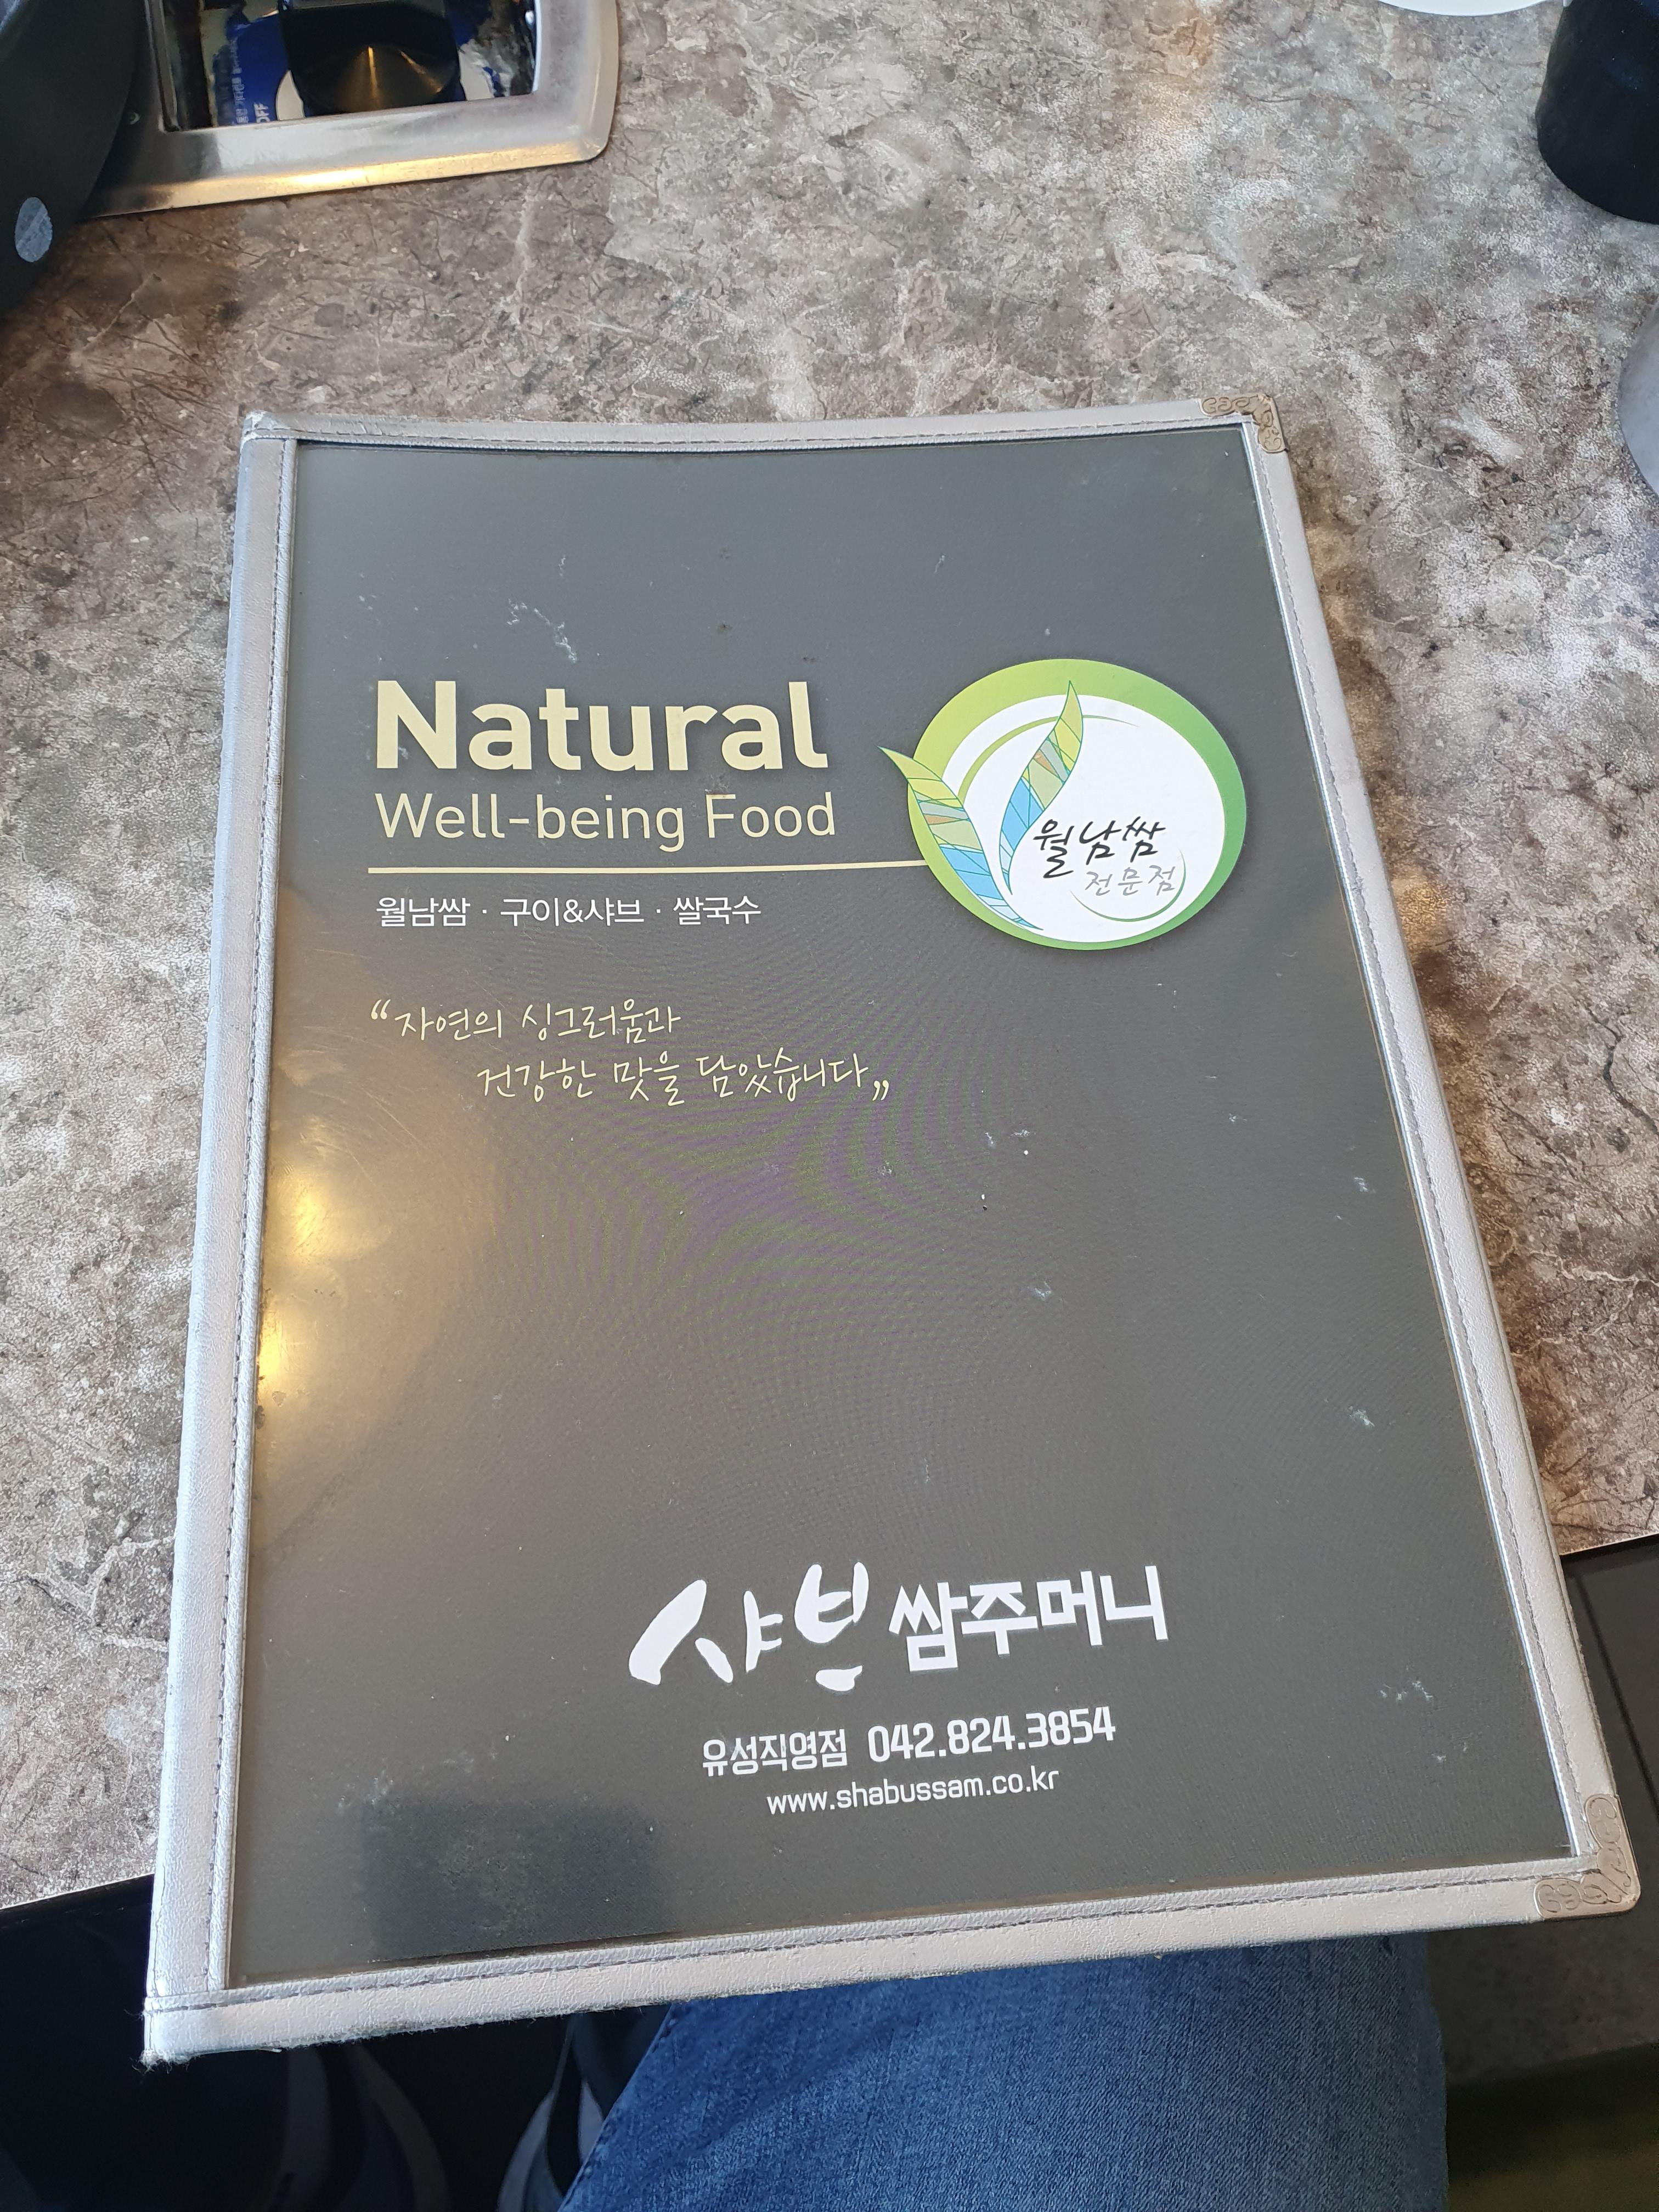 Natural
Well-being Food
월남쌈
전문점
월남쌈 · 구이&샤브 · 쌀국수
“자연의 싱그러움과
건강한 맛을 담았습니다„
샤브 쌈주머니
유성직영점 042.824.3854
www.shabussam.co.kr